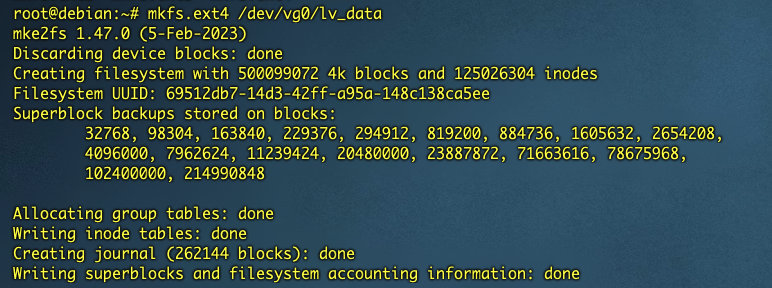 root@debian:~# mkfs.ext4 /dev/vg0/lv_data
mke2fs 1.47.0 (5-Feb-2023)
Discarding device blocks: done
Creating filesystem with 500099072 4k blocks and 125026304 inodes
Filesystem UUID: 69512db7-14d3-42ff-a95a-148c138ca5ee
Superblock backups stored on blocks:
32768, 98304, 163840, 229376, 294912, 819200, 884736, 1605632, 2654208,
4096000, 7962624, 11239424, 20480000, 23887872, 71663616, 78675968,
102400000, 214990848
Allocating group tables: done
Writing inode tables: done
Creating journal (262144 blocks): done
Writing superblocks and filesystem accounting information: done